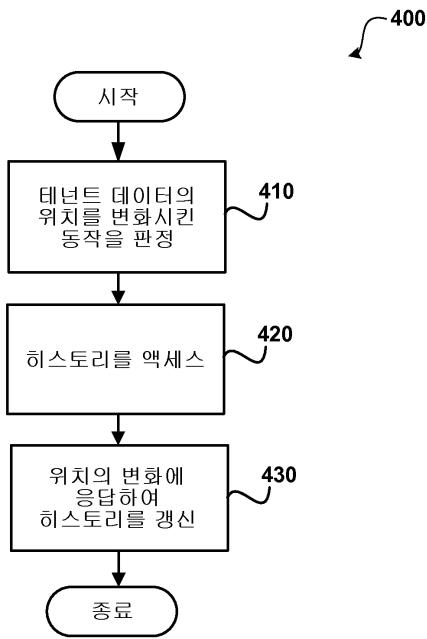 400
시작
테넌트 데이터의
위치를 변화시킨
동작을 판정
410
히스토리를 액세스
420
위치의 변화에
응답하여
히스토리를 갱신
430
종료